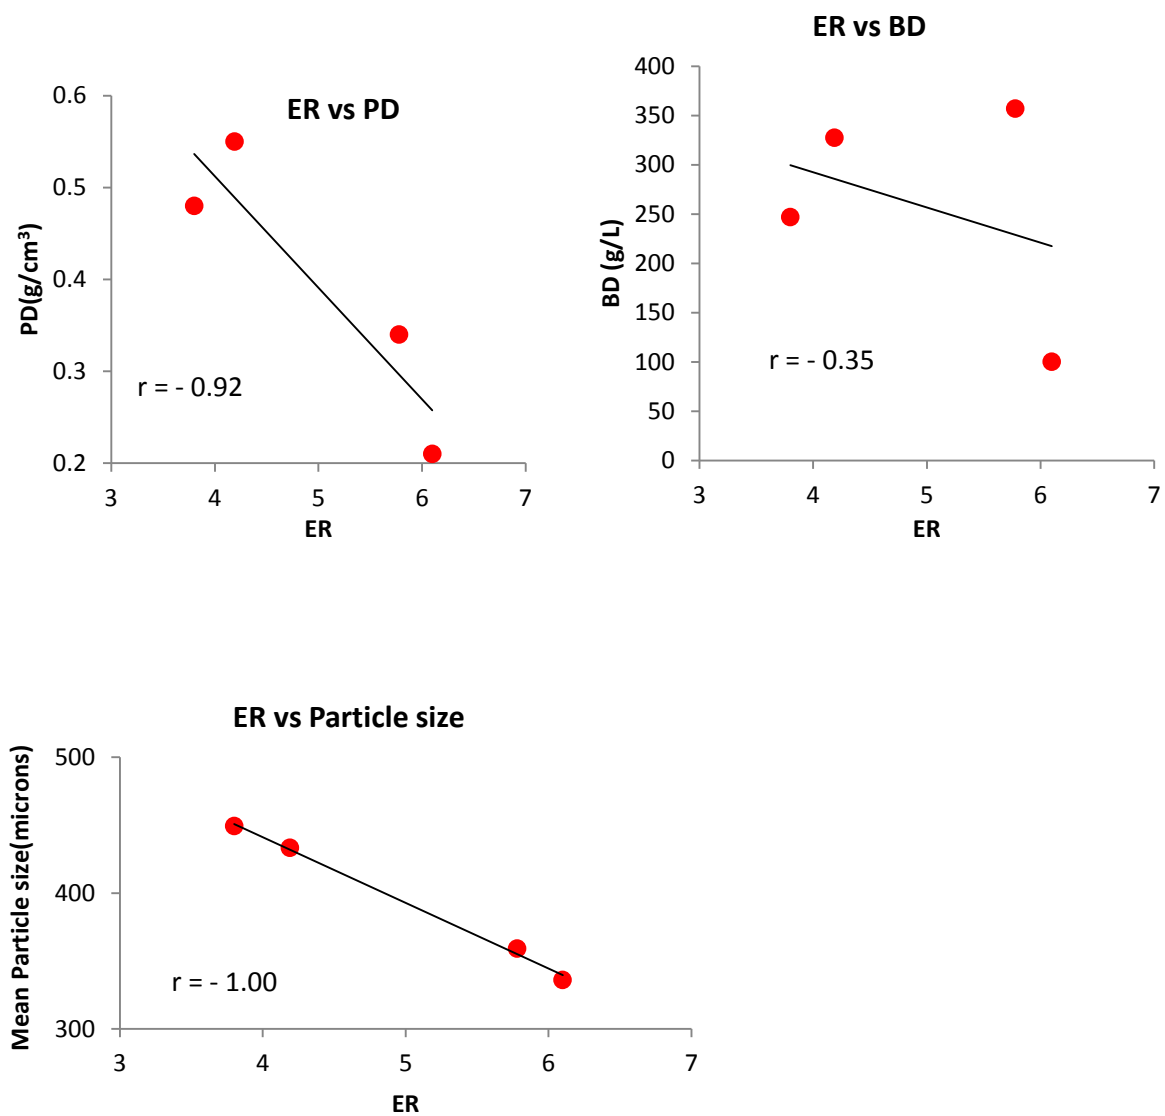 ER vs PD
0.6
0.5
0.4
0.3
0.2
PD(g/cm³)
r = - 0.92
3 4 5 6 7
ER
ER vs BD
400
350
300
250
200
150
100
50
0
BD (g/L)
r = - 0.35
3 4 5 6 7
ER
ER vs Particle size
500
400
300
Mean Particle size(microns)
r = - 1.00
3 4 5 6 7
ER